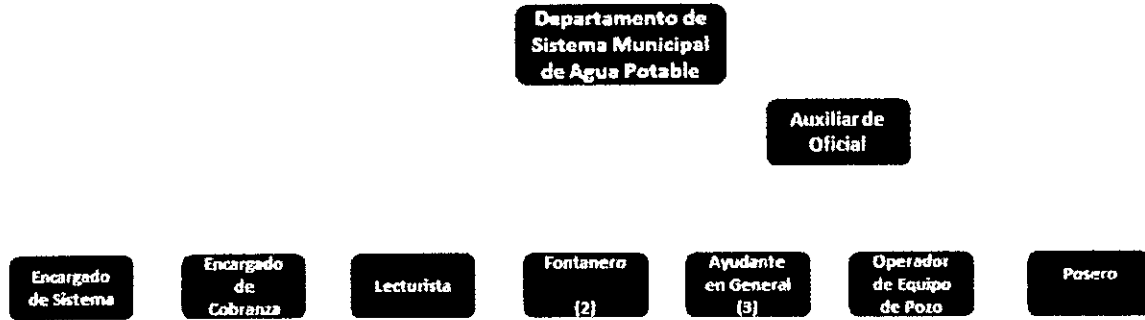 Departamento de
Sistema Municipal
de Agua Potable
Auxiliar de
Oficial
Encargado
de Sistema
Encargado
de
Cobranza
Lecturista
Fontanero
(2)
Ayudante
en General
(3)
Operador
de Equipo
de Pozo
Posero